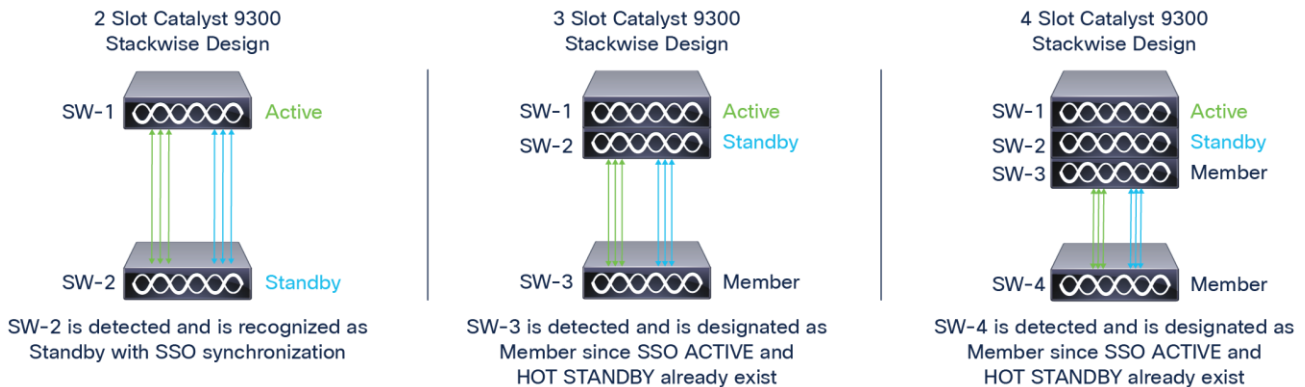 2 Slot Catalyst 9300
Stackwise Design
SW-1
Active
SW-2
Standby
SW-2 is detected and is recognized as
Standby with SSO synchronization
3 Slot Catalyst 9300
Stackwise Design
SW-1
Active
SW-2
Standby
SW-3
Member
SW-3 is detected and is designated as
Member since SSO ACTIVE and
HOT STANDBY already exist
4 Slot Catalyst 9300
Stackwise Design
SW-1
Active
SW-2
Standby
SW-3
Member
SW-4
Member
SW-4 is detected and is designated as
Member since SSO ACTIVE and
HOT STANDBY already exist